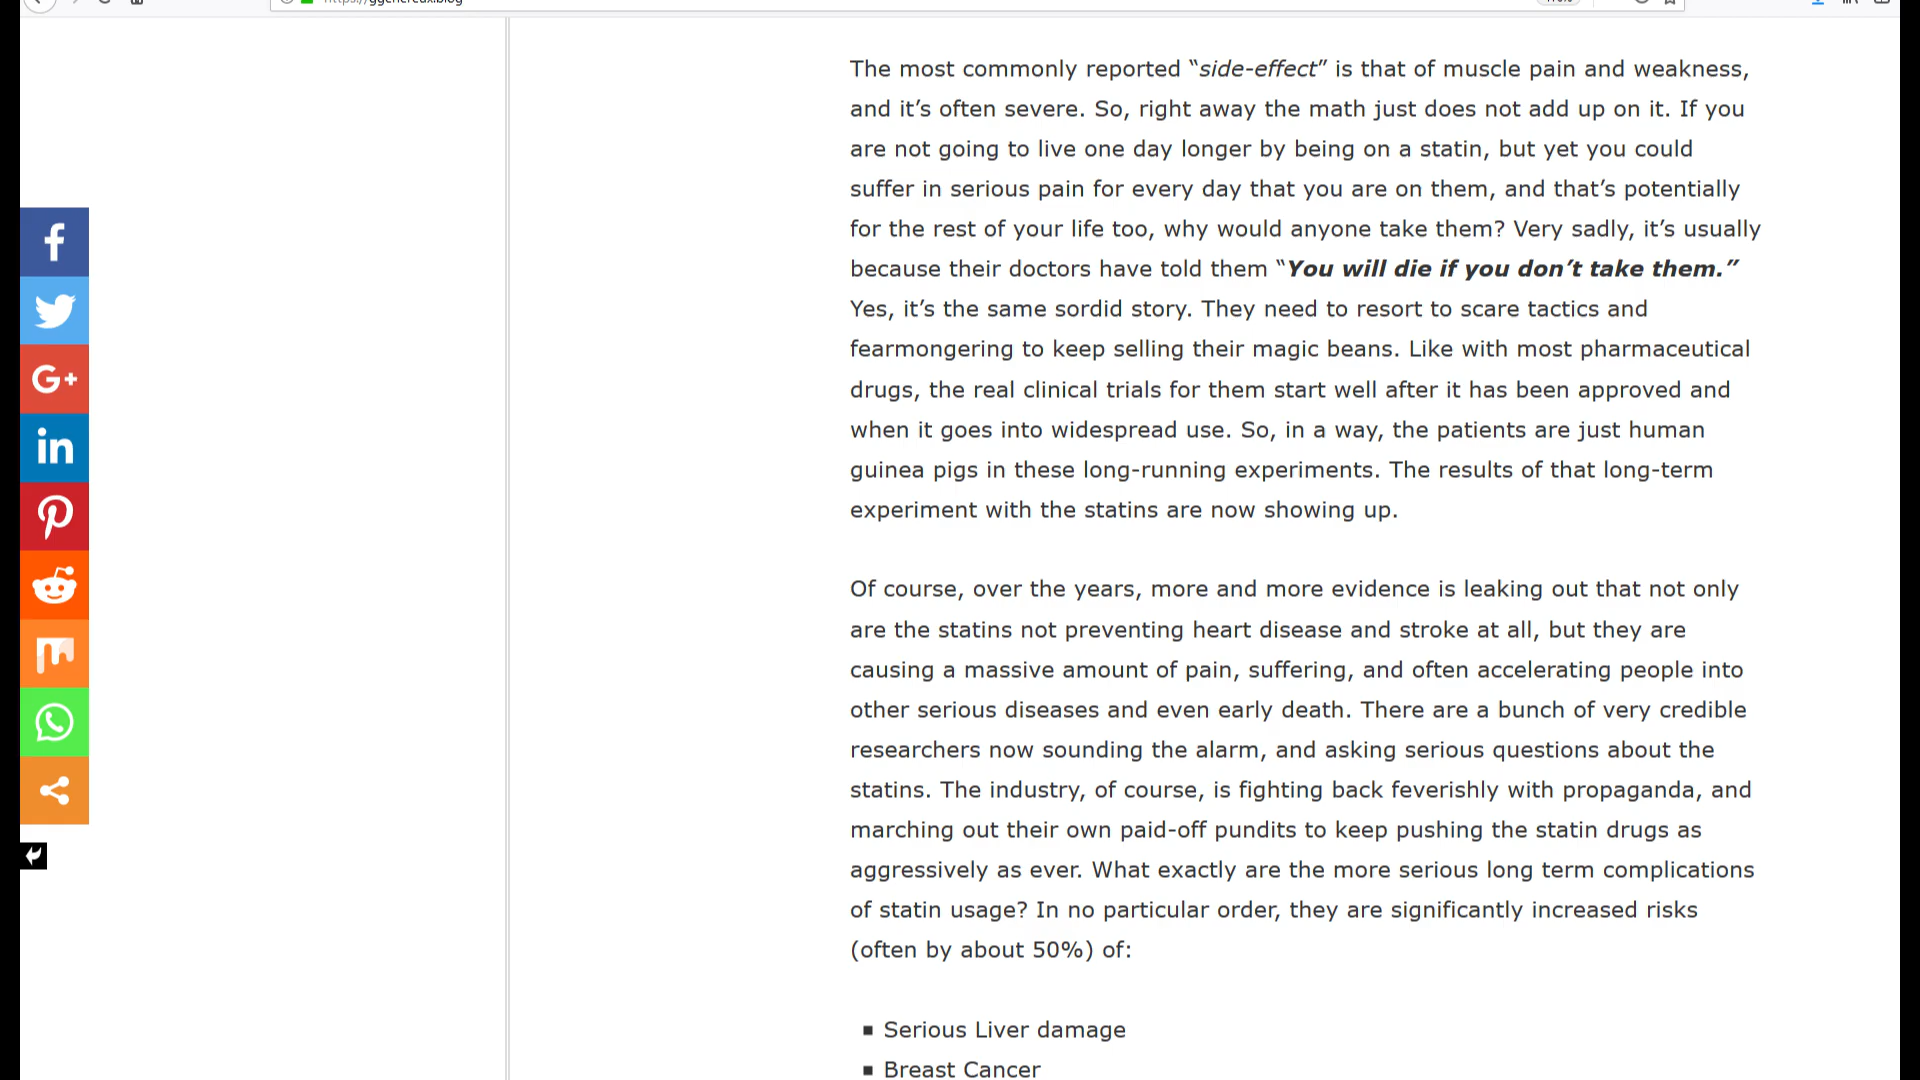 The most commonly reported “side-effect” is that of muscle pain and weakness,
and it’s often severe. So, right away the math just does not add up on it. If you
are not going to live one day longer by being on a statin, but yet you could
suffer in serious pain for every day that you are on them, and that’s potentially
for the rest of your life too, why would anyone take them? Very sadly, it’s usually
because their doctors have told them “You will die if you don’t take them.”
Yes, it’s the same sordid story. They need to resort to scare tactics and
fearmongering to keep selling their magic beans. Like with most pharmaceutical
drugs, the real clinical trials for them start well after it has been approved and
when it goes into widespread use. So, in a way, the patients are just human
guinea pigs in these long-running experiments. The results of that long-term
experiment with the statins are now showing up.
Of course, over the years, more and more evidence is leaking out that not only
are the statins not preventing heart disease and stroke at all, but they are
causing a massive amount of pain, suffering, and often accelerating people into
other serious diseases and even early death. There are a bunch of very credible
researchers now sounding the alarm, and asking serious questions about the
statins. The industry, of course, is fighting back feverishly with propaganda, and
marching out their own paid-off pundits to keep pushing the statin drugs as
aggressively as ever. What exactly are the more serious long term complications
of statin usage? In no particular order, they are significantly increased risks
(often by about 50%) of:
▪ Serious Liver damage
▪ Breast Cancer